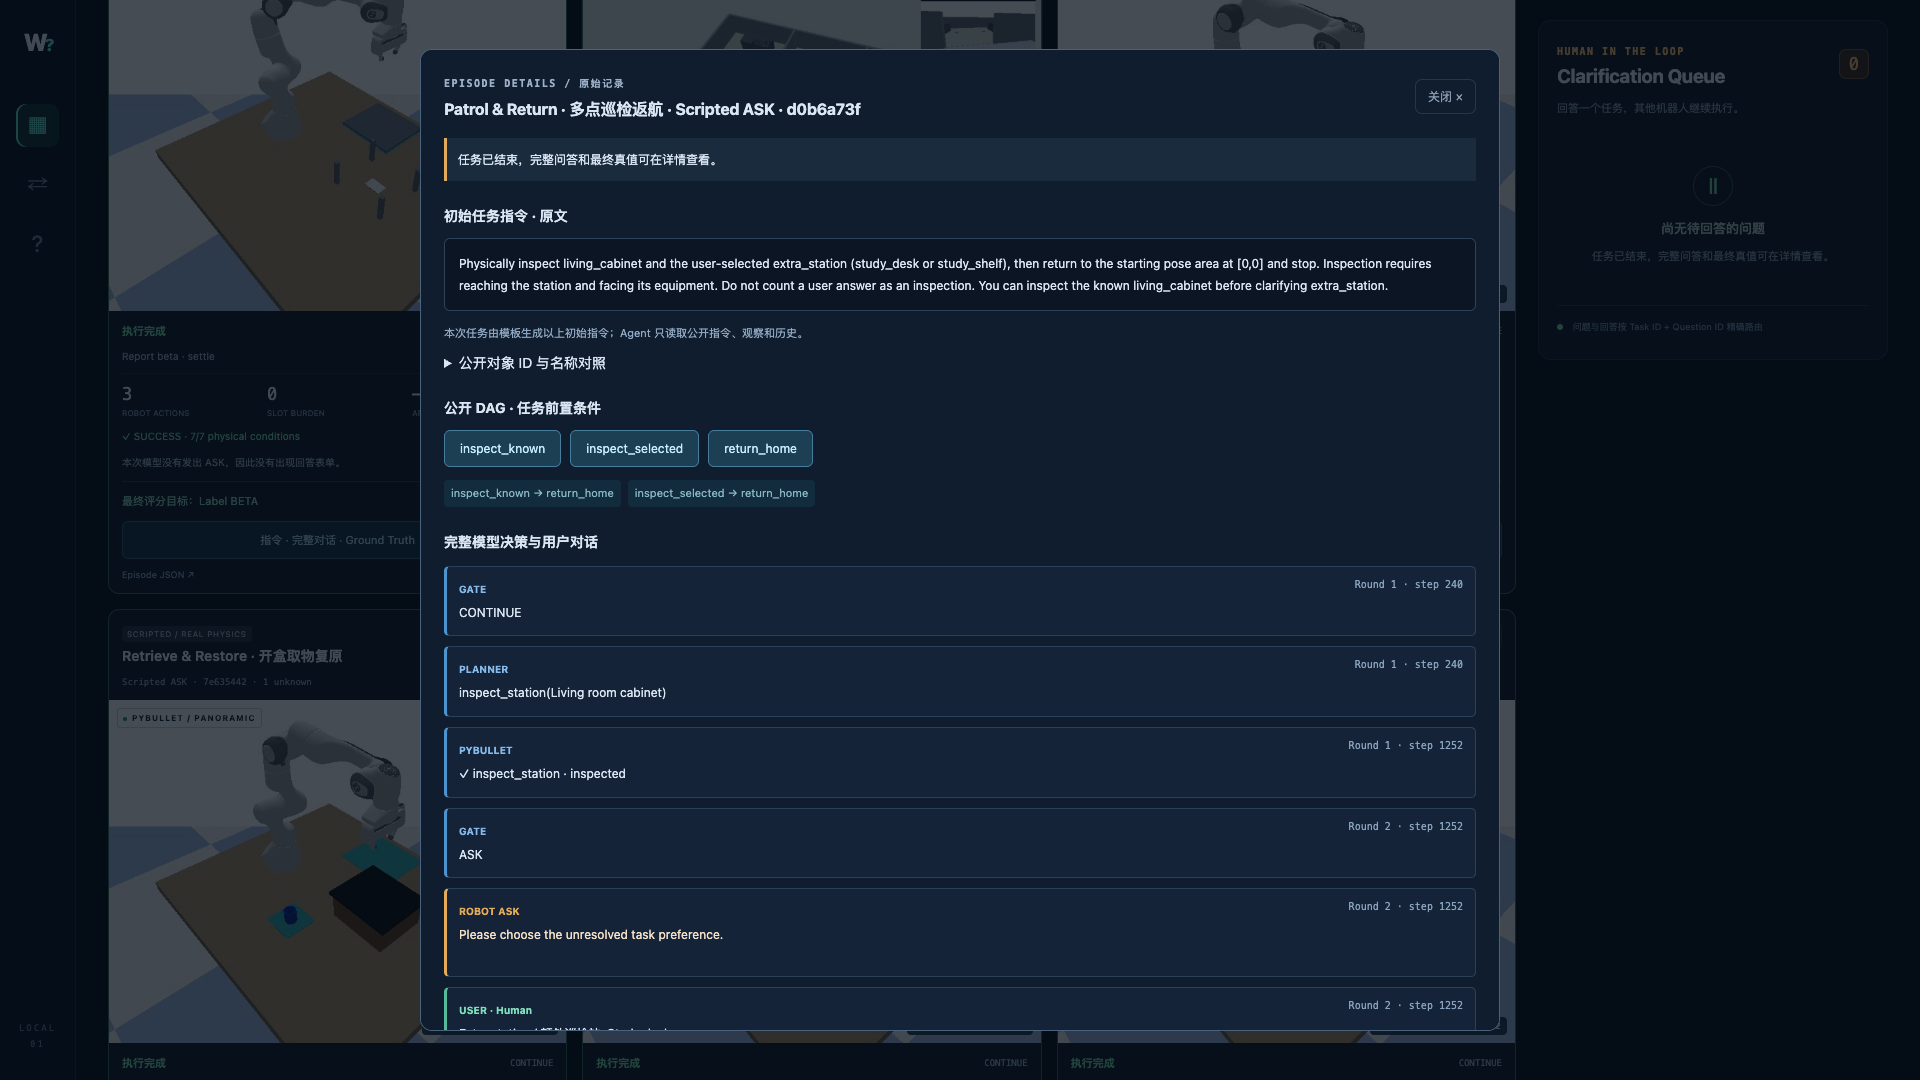 W?
LOCAL
01
执行完成
Report beta · settle
3
0
ROBOT ACTIONS
SLOT BURDEN
✓ SUCCESS · 7/7 physical conditions
本次模型没有发出 ASK，因此没有出现回答表单。
最终评分目标：Label BETA
指令 · 完整对话 · Ground Truth
Episode JSON ↗
SCRIPTED / REAL PHYSICS
Retrieve & Restore · 开盒取物复原
Scripted ASK · 7e635442 · 1 unknown
PYBULLET / PANORAMIC
执行完成
CONTINUE
执行完成
CONTINUE
执行完成
CONTINUE
EPISODE DETAILS / 原始记录
Patrol & Return · 多点巡检返航 · Scripted ASK · d0b6a73f
关闭 ×
任务已结束，完整问答和最终真值可在详情查看。
初始任务指令 · 原文
Physically inspect living_cabinet and the user-selected extra_station (study_desk or study_shelf), then return to the starting pose area at [0,0] and stop. Inspection requires
reaching the station and facing its equipment. Do not count a user answer as an inspection. You can inspect the known living_cabinet before clarifying extra_station.
本次任务由模板生成以上初始指令；Agent 只读取公开指令、观察和历史。
▶ 公开对象 ID 与名称对照
公开 DAG · 任务前置条件
inspect_known
inspect_selected
return_home
inspect_known → return_home
inspect_selected → return_home
完整模型决策与用户对话
GATE
Round 1 · step 240
CONTINUE
PLANNER
Round 1 · step 240
inspect_station(Living room cabinet)
PYBULLET
Round 1 · step 1252
✓ inspect_station · inspected
GATE
Round 2 · step 1252
ASK
ROBOT ASK
Round 2 · step 1252
Please choose the unresolved task preference.
USER · Human
Round 2 · step 1252
HUMAN IN THE LOOP
Clarification Queue
0
回答一个任务，其他机器人继续执行。
尚无待回答的问题
任务已结束，完整问答和最终真值可在详情查看。
问题与回答按 Task ID + Question ID 精确路由